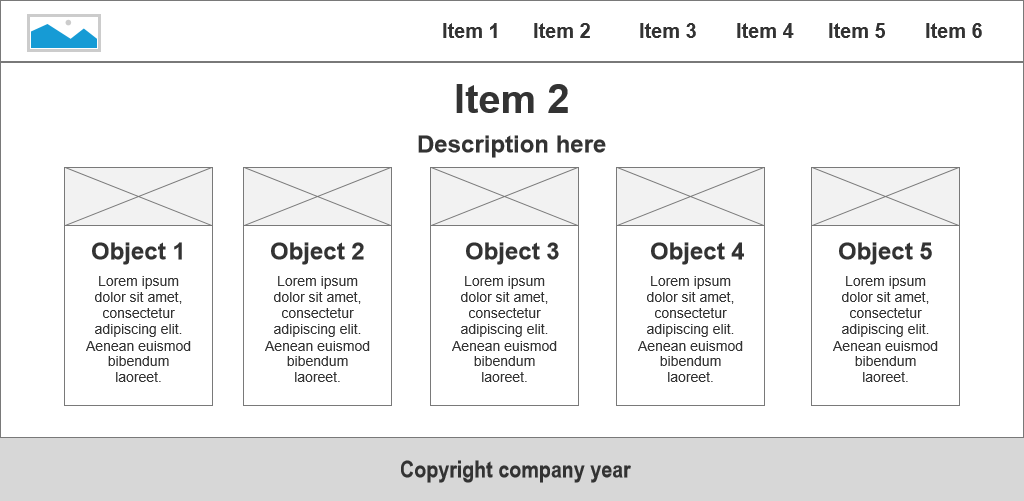 Item 1 Item 2 Item 3 Item 4 Item 5 Item 6
Item 2
Description here
Object 1
Lorem ipsum
dolor sit amet,
consectetur
adipiscing elit.
Aenean euismod
bibendum
laoreet.
Object 2
Lorem ipsum
dolor sit amet,
consectetur
adipiscing elit.
Aenean euismod
bibendum
laoreet.
Object 3
Lorem ipsum
dolor sit amet,
consectetur
adipiscing elit.
Aenean euismod
bibendum
laoreet.
Object 4
Lorem ipsum
dolor sit amet,
consectetur
adipiscing elit.
Aenean euismod
bibendum
laoreet.
Object 5
Lorem ipsum
dolor sit amet,
consectetur
adipiscing elit.
Aenean euismod
bibendum
laoreet.
Copyright company year